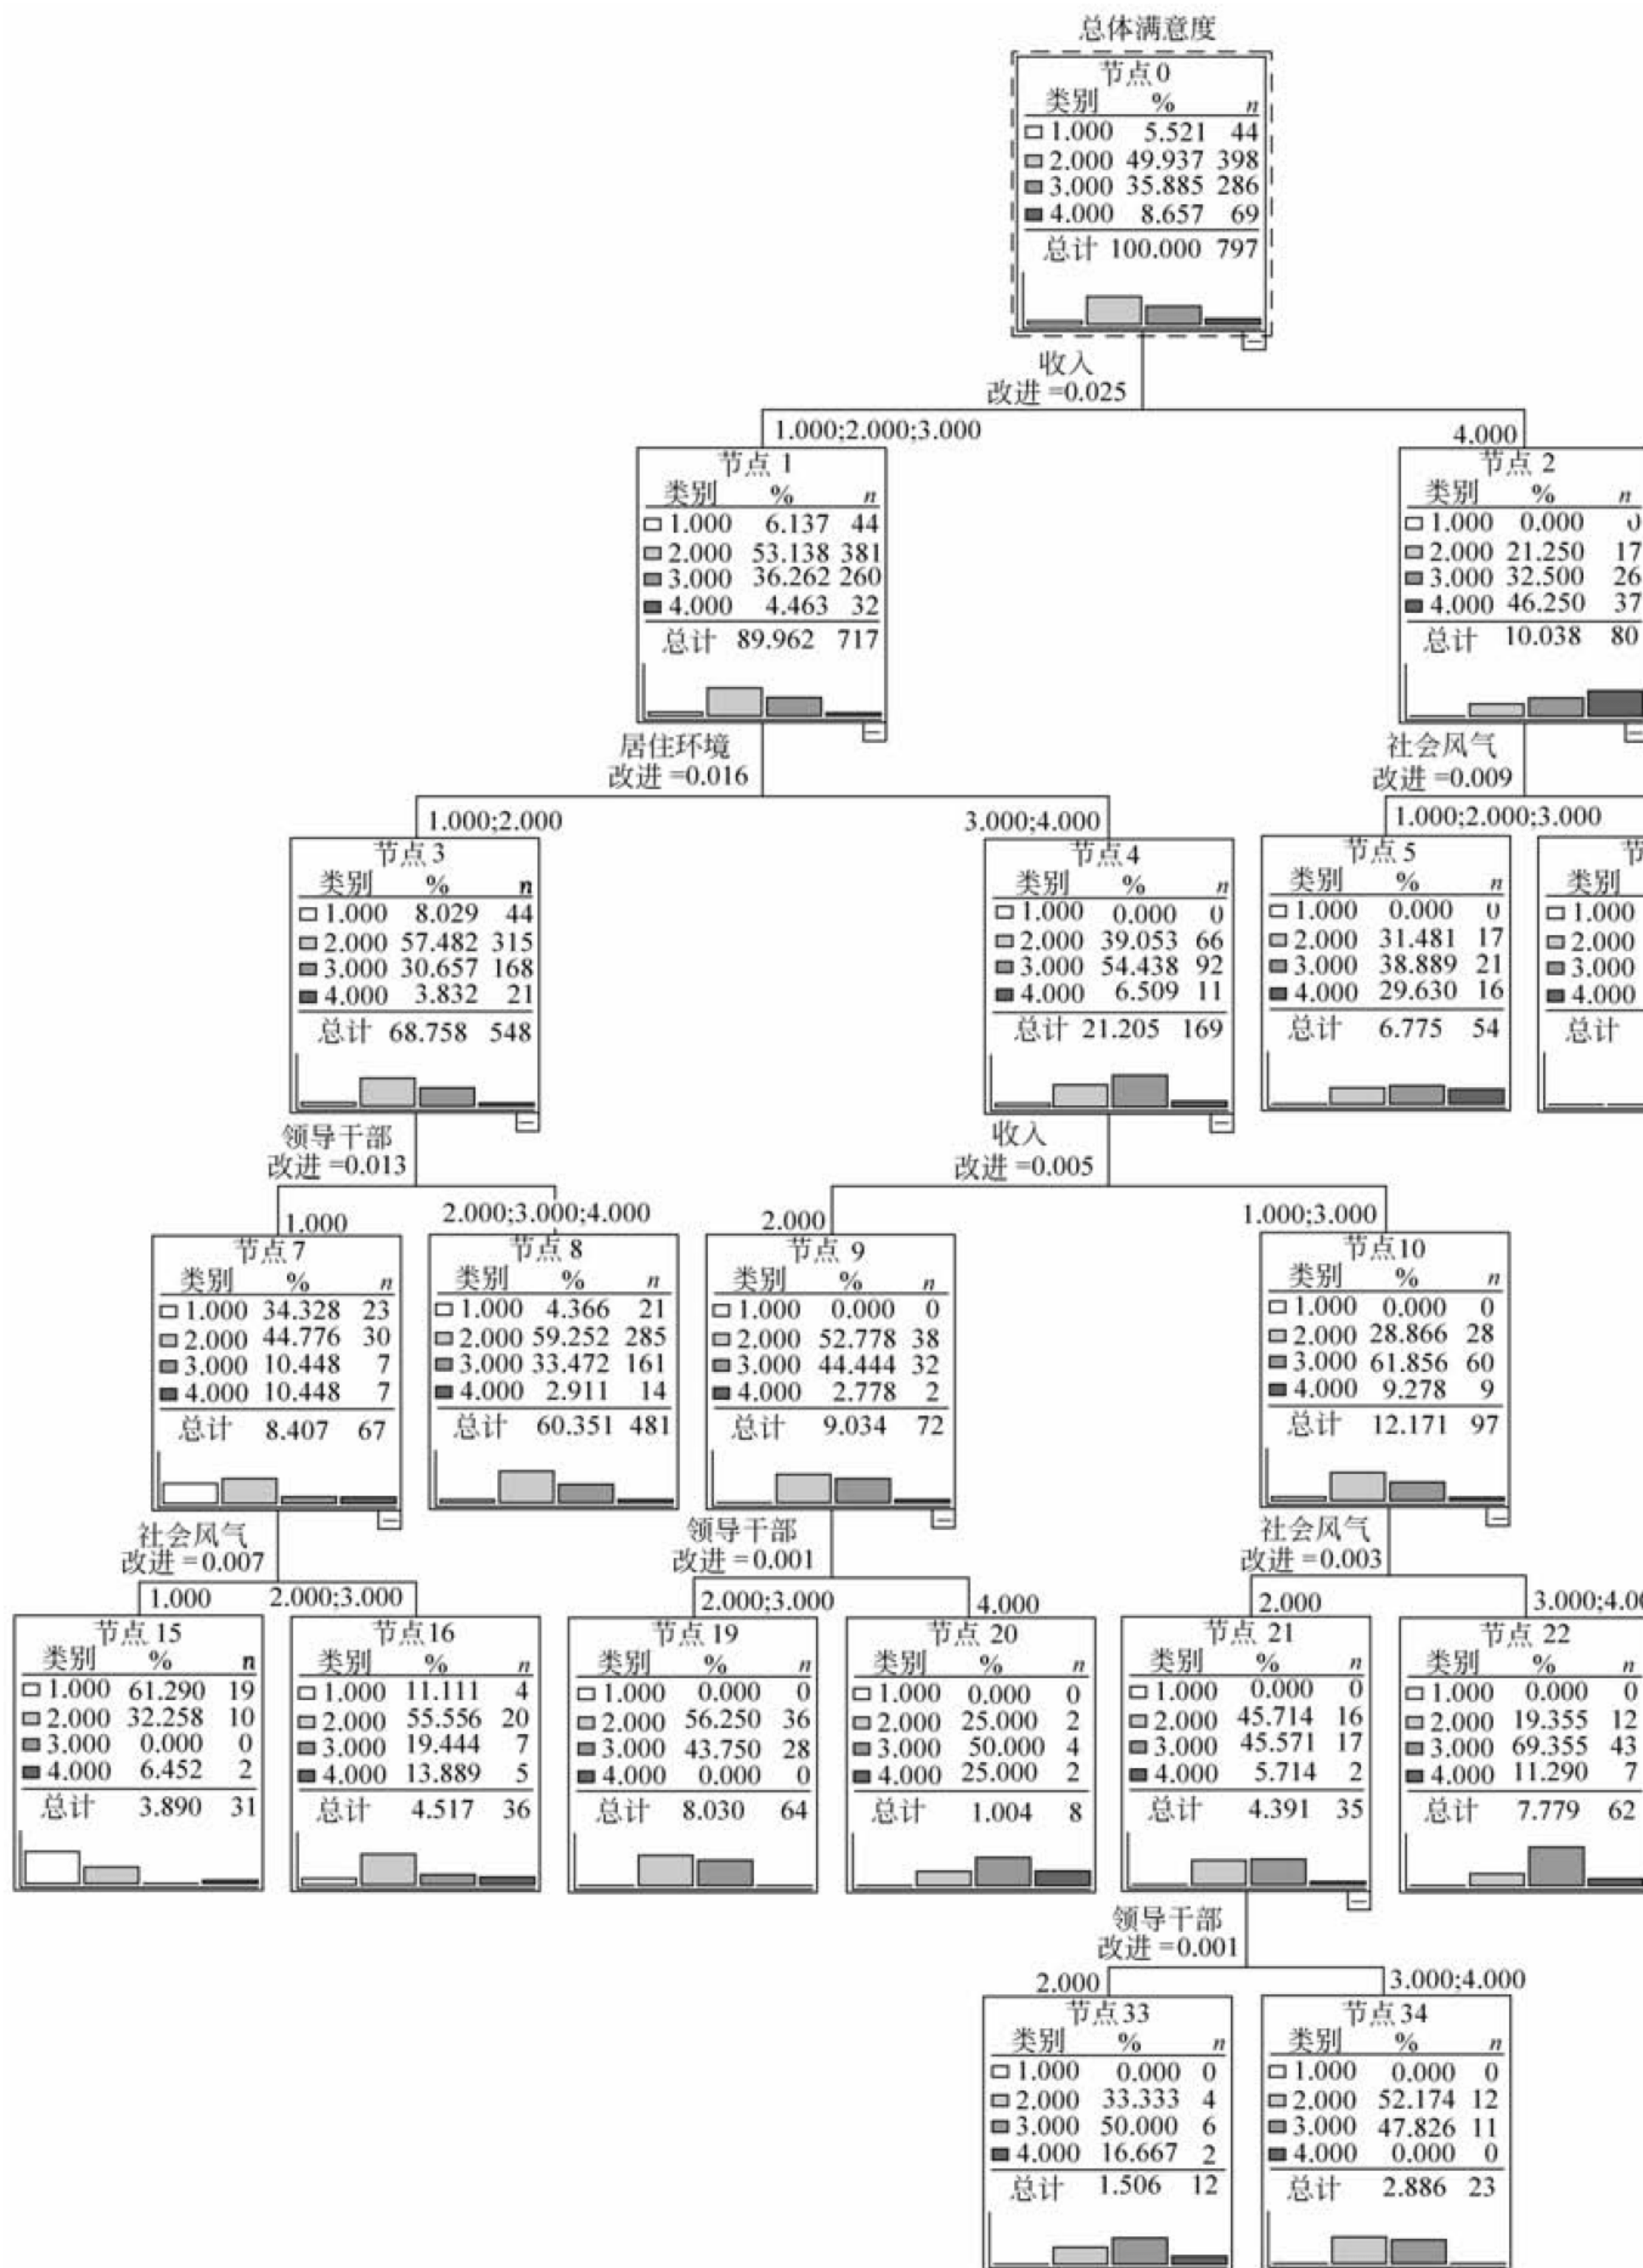 总体满意度
节点0
类别 % n
1.000 5.521 44
2.000 49.937 398
3.000 35.885 286
4.000 8.657 69
总计 100.000 797
收入
改进 =0.025
1.000;2.000;3.000
节点 1
类别 % n
1.000 6.137 44
2.000 53.138 381
3.000 36.262 260
4.000 4.463 32
总计 89.962 717
4.000
节点 2
类别 % n
1.000 0.000
2.000 21.250 17
3.000 32.500 26
4.000 46.250 37
总计 10.038 80
居住环境
改进 =0.016
社会风气
改进 =0.009
1.000;2.000
节点3
类别 % n
1.000 8.029 44
2.000 57.482 315
3.000 30.657 168
4.000 3.832 21
总计 68.758 548
3.000;4.000
节点4
类别 % n
1.000 0.000 0
2.000 39.053 66
3.000 54.438 92
4.000 6.509 11
总计 21.205 169
1.000;2.000;3.000
节点5
类别 % n
1.000 0.000 0
2.000 31.481 17
3.000 38.889 21
4.000 29.630 16
总计 6.775 54
类别
1.000
2.000
3.000
4.000
总计
领导干部
改进 =0.013
收入
改进 =0.005
1.000
节点7
类别 % n
1.000 34.328 23
2.000 44.776 30
3.000 10.448 7
4.000 10.448 7
总计 8.407 67
2.000;3.000;4.000
节点 8
类别 % n
1.000 4.366 21
2.000 59.252 285
3.000 33.472 161
4.000 2.911 14
总计 60.351 481
2.000
节点 9
类别 % n
1.000 0.000 0
2.000 52.778 38
3.000 44.444 32
4.000 2.778 2
总计 9.034 72
1.000;3.000
节点10
类别 % n
1.000 0.000 0
2.000 28.866 28
3.000 61.856 60
4.000 9.278 9
总计 12.171 97
社会风气
改进 =0.007
领导干部
改进 =0.001
社会风气
改进 =0.003
1.000
节点 15
类别 % n
1.000 61.290 19
2.000 32.258 10
3.000 0.000 0
4.000 6.452 2
总计 3.890 31
2.000;3.000
节点16
类别 % n
1.000 11.111 4
2.000 55.556 20
3.000 19.444 7
4.000 13.889 5
总计 4.517 36
2.000;3.000
节点 19
类别 % n
1.000 0.000 0
2.000 56.250 36
3.000 43.750 28
4.000 0.000 0
总计 8.030 64
4.000
节点 20
类别 % n
1.000 0.000 0
2.000 25.000 2
3.000 50.000 4
4.000 25.000 2
总计 1.004 8
2.000
节点 21
类别 % n
1.000 0.000 0
2.000 45.714 16
3.000 45.571 17
4.000 5.714 2
总计 4.391 35
3.000;4.0
节点 22
类别 % n
1.000 0.000 0
2.000 19.355 12
3.000 69.355 43
4.000 11.290 7
总计 7.779 62
领导干部
改进 =0.001
2.000
节点33
类别 % n
1.000 0.000 0
2.000 33.333 4
3.000 50.000 6
4.000 16.667 2
总计 1.506 12
3.000;4.000
节点34
类别 % n
1.000 0.000 0
2.000 52.174 12
3.000 47.826 11
4.000 0.000 0
总计 2.886 23